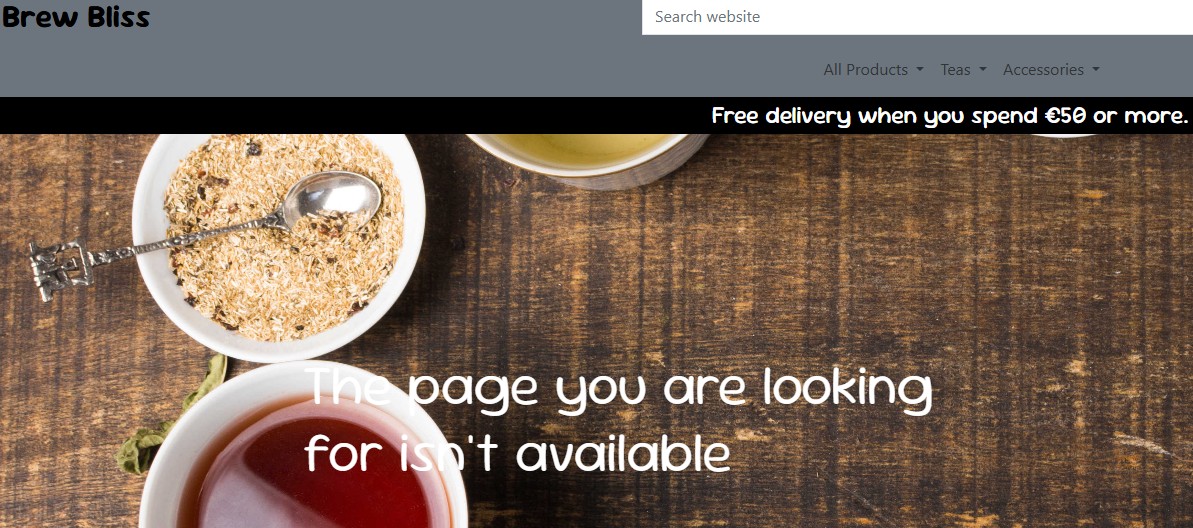 Brew Bliss
Search website
All Products Teas Accessories
Free delivery when you spend €50 or more.
The page you are looking
for isn't available